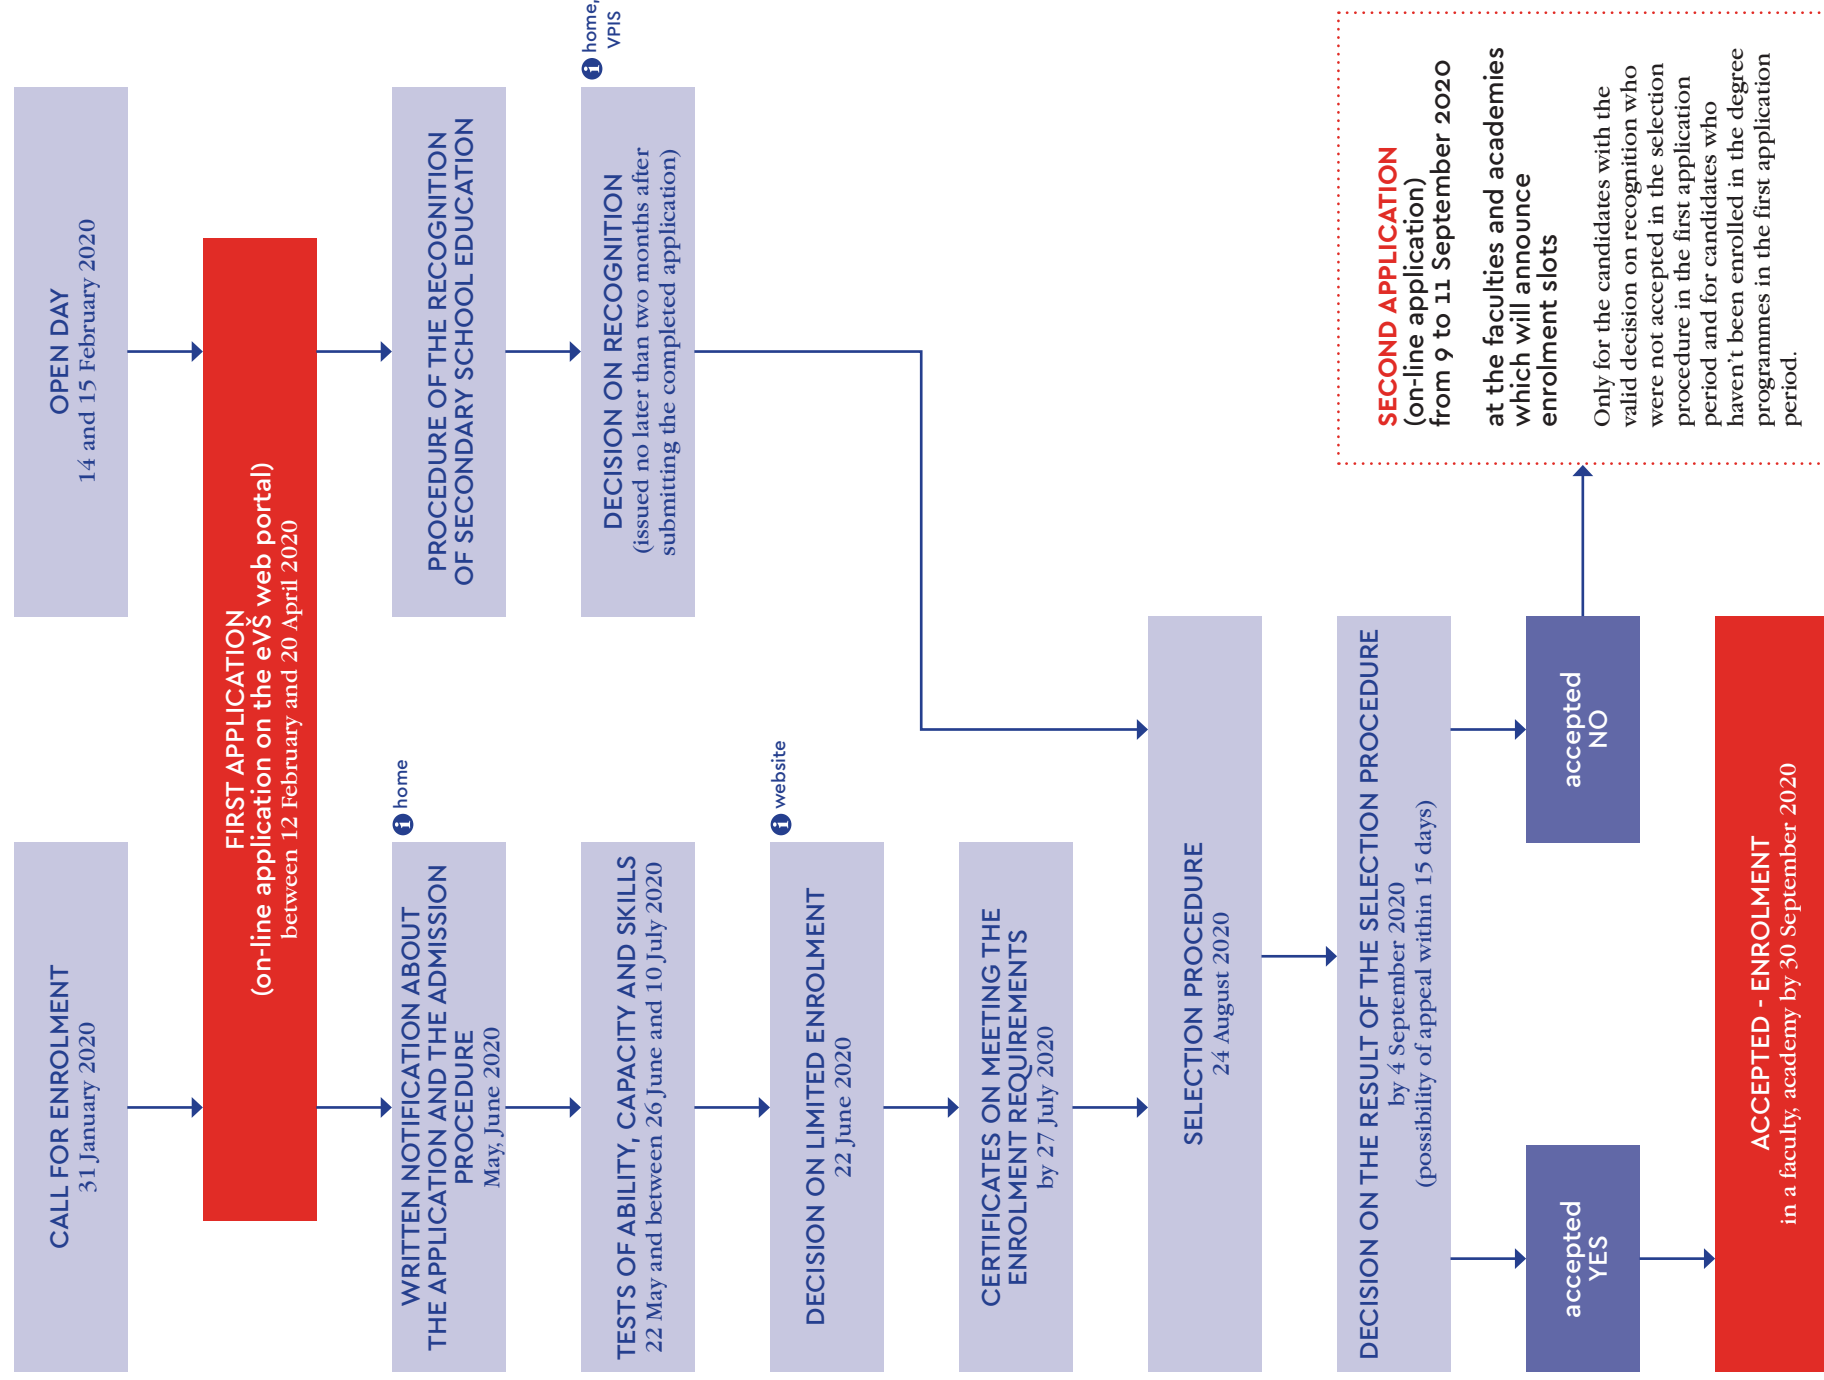 CALL FOR ENROLMENT
31 January 2020
OPEN DAY
14 and 15 February 2020
FIRST APPLICATION
(on-line application on the eVŠ web portal)
between 12 February and 20 April 2020
WRITTEN NOTIFICATION ABOUT
THE APPLICATION AND THE ADMISSION
PROCEDURE
May, June 2020
i home
PROCEDURE OF THE RECOGNITION
OF SECONDARY SCHOOL EDUCATION
TESTS OF ABILITY, CAPACITY AND SKILLS
22 May and between 26 June and 10 July 2020
DECISION ON RECOGNITION
(issued no later than two months after
submitting the completed application)
i home,
VPIS
DECISION ON LIMITED ENROLMENT
22 June 2020
i website
CERTIFICATES ON MEETING THE
ENROLMENT REQUIREMENTS
by 27 July 2020
SELECTION PROCEDURE
24 August 2020
DECISION ON THE RESULT OF THE SELECTION PROCEDURE
by 4 September 2020
(possibility of appeal within 15 days)
accepted
YES
accepted
NO
ACCEPTED - ENROLMENT
in a faculty, academy by 30 September 2020
SECOND APPLICATION
(on-line application)
from 9 to 11 September 2020
at the faculties and academies
which will announce
enrolment slots
Only for the candidates with the
valid decision on recognition who
were not accepted in the selection
procedure in the first application
period and for candidates who
haven't been enrolled in the degree
programmes in the first application
period.